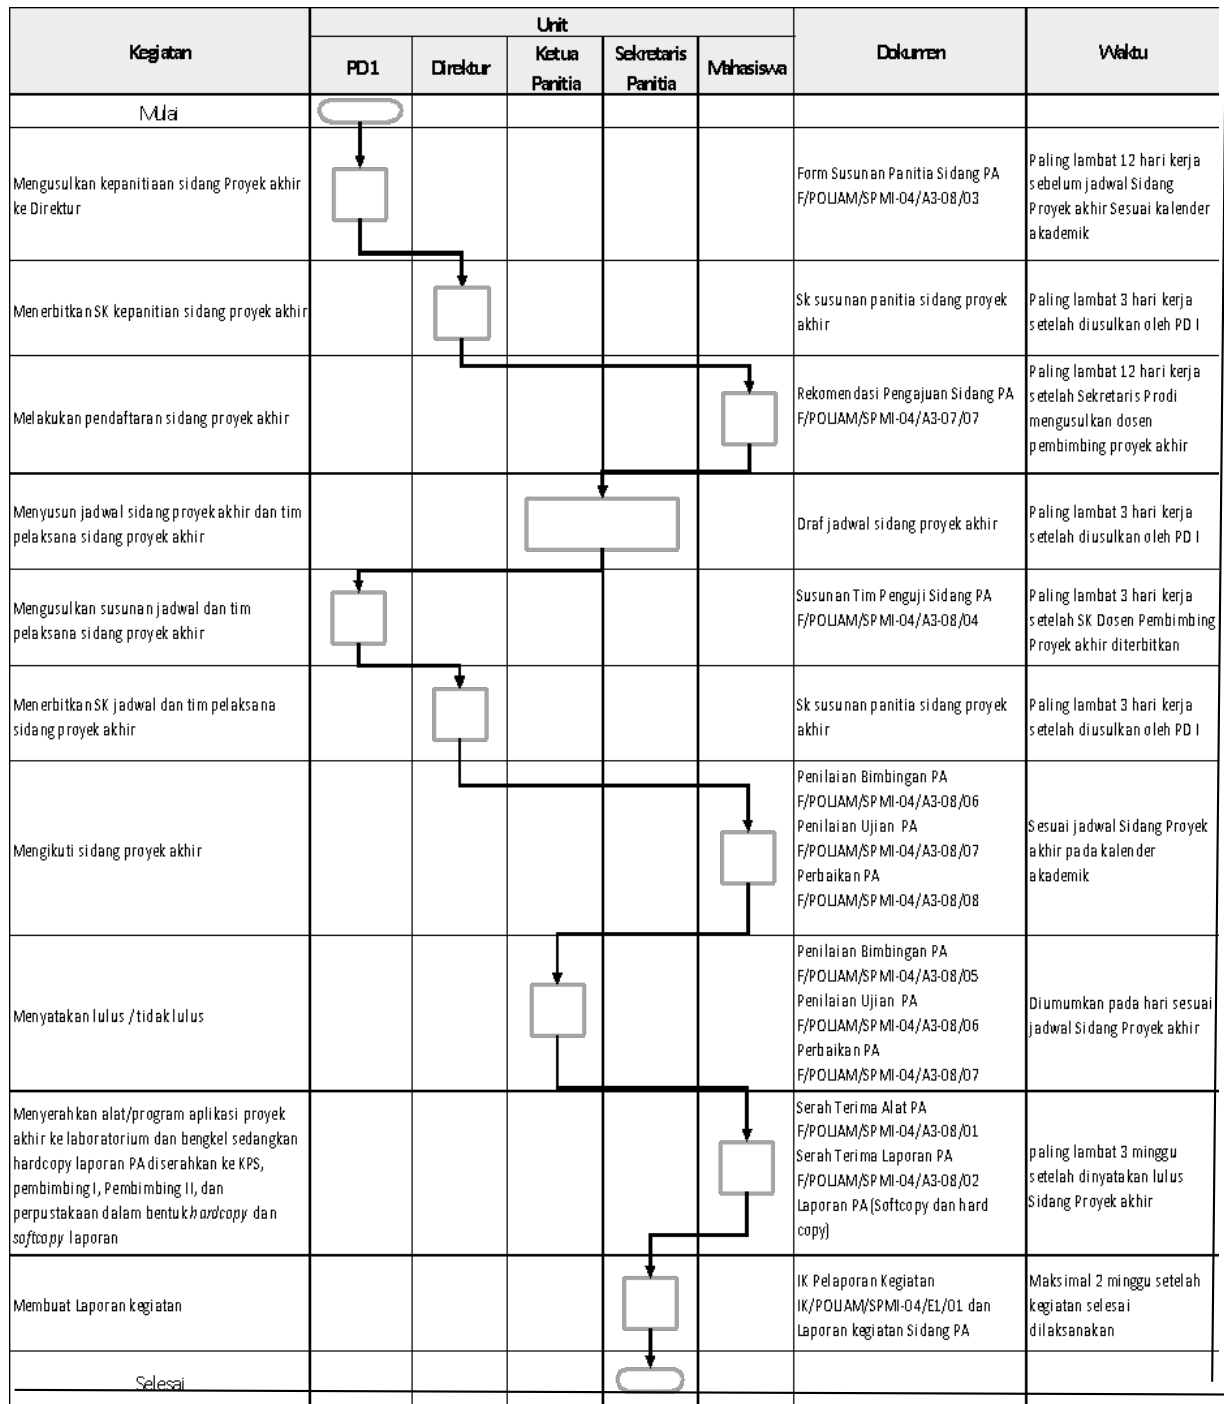 Kegiatan
Unit
Dokumen
Waktu
PD1
Direktur
Ketua
Panitia
Sekretaris
Panitia
Mahasiswa
Mulai
Mengusulkan kepanitiaan sidang Proyek akhir
ke Direktur
Form Susunan Panitia Sidang PA
F/POLJAM/SPMI-04/A3-08/03
Paling lambat 12 hari kerja
sebelum jadwal Sidang
Proyek akhir Sesuai kalender
akademik
Menerbitkan SK kepanitian sidang proyek akhir
Sk susunan panitia sidang proyek
akhir
Paling lambat 3 hari kerja
setelah diusulkan oleh PD I
Melakukan pendaftaran sidang proyek akhir
Rekomendasi Pengajuan Sidang PA
F/POLJAM/SPMI-04/A3-07/07
Paling lambat 12 hari kerja
setelah Sekretaris Prodi
mengusulkan dosen
pembimbing proyek akhir
Menyusun jadwal sidang proyek akhir dan tim
pelaksana sidang proyek akhir
Draf jadwal sidang proyek akhir
Paling lambat 3 hari kerja
setelah diusulkan oleh PD I
Mengusulkan susunan jadwal dan tim
pelaksana sidang proyek akhir
Susunan Tim Penguji Sidang PA
F/POLJAM/SPMI-04/A3-08/04
Paling lambat 3 hari kerja
setelah SK Dosen Pembimbing
Proyek akhir diterbitkan
Menerbitkan SK jadwal dan tim pelaksana
sidang proyek akhir
Sk susunan panitia sidang proyek
akhir
Paling lambat 3 hari kerja
setelah diusulkan oleh PD I
Mengikuti sidang proyek akhir
Penilaian Bimbingan PA
F/POLJAM/SPMI-04/A3-08/06
Penilaian Ujian PA
F/POLJAM/SPMI-04/A3-08/07
Perbaikan PA
F/POLJAM/SPMI-04/A3-08/08
Sesuai jadwal Sidang Proyek
akhir pada kalender
akademik
Menyatakan lulus /tidak lulus
Penilaian Bimbingan PA
F/POLJAM/SPMI-04/A3-08/05
Penilaian Ujian PA
F/POLJAM/SPMI-04/A3-08/06
Perbaikan PA
F/POLJAM/SPMI-04/A3-08/07
Diumumkan pada hari sesuai
jadwal Sidang Proyek akhir
Menyerahkan alat/program aplikasi proyek
akhir ke laboratorium dan bengkel sedangkan
hardcopy laporan PA diserahkan ke KPS,
pembimbing I, Pembimbing II, dan
perpustakaan dalam bentuk hardcopy dan
softcopy laporan
Serah Terima Alat PA
F/POLJAM/SPMI-04/A3-08/01
Serah Terima Laporan PA
F/POLJAM/SPMI-04/A3-08/02
Laporan PA (Softcopy dan hard
copy)
paling lambat 3 minggu
setelah dinyatakan lulus
Sidang Proyek akhir
Membuat Laporan kegiatan
IK Pelaporan Kegiatan
IK/POLJAM/SPMI-04/E1/01 dan
Laporan kegiatan Sidang PA
Maksimal 2 minggu setelah
kegiatan selesai
dilaksanakan
Selesai